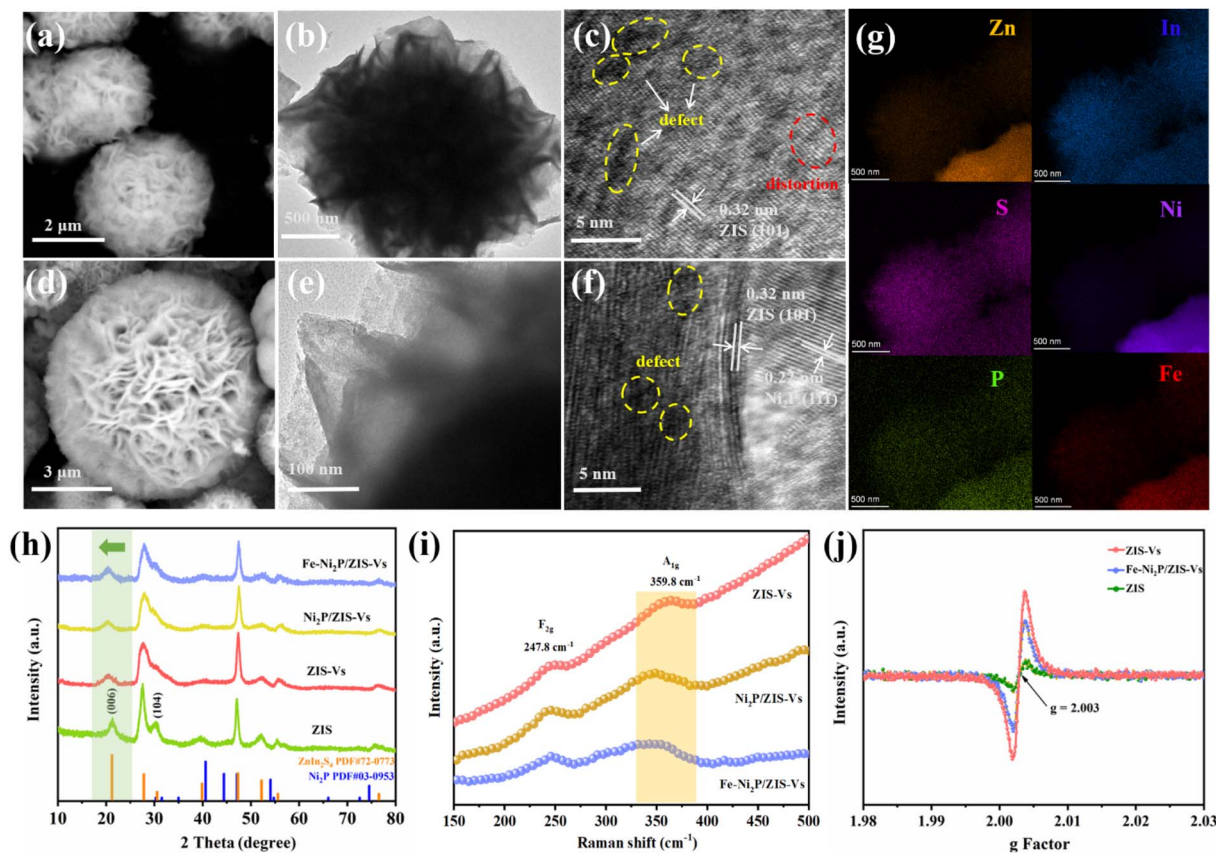 (a)
2 μm
(b)
500 nm
(c)
defect
distortion
0.32 nm
ZIS (101)
5 nm
(g)
Zn
500 nm
In
500 nm
S
500 nm
Ni
500 nm
P
500 nm
Fe
500 nm
(d)
3 μm
(e)
100 nm
(f)
0.32 nm
ZIS (101)
defect
0.22 nm
Ni₂P (111)
5 nm
(h)
Fe-Ni₂P/ZIS-Vs
Ni₂P/ZIS-Vs
ZIS-Vs
(006)
(104)
ZIS
ZnIn₂S₄ PDF#72-0773
Ni₂P PDF#03-0953
Intensity (a.u.)
10 20 30 40 50 60 70 80
2 Theta (degree)
(i)
A1g
359.8 cm⁻¹
ZIS-Vs
F2g
247.8 cm⁻¹
Ni₂P/ZIS-Vs
Fe-Ni₂P/ZIS-Vs
Intensity (a.u.)
150 200 250 300 350 400 450 500
Raman shift (cm⁻¹)
(j)
ZIS-Vs
Fe-Ni₂P/ZIS-Vs
ZIS
g = 2.003
Intensity (a.u.)
1.98 1.99 2.00 2.01 2.02 2.03
g Factor